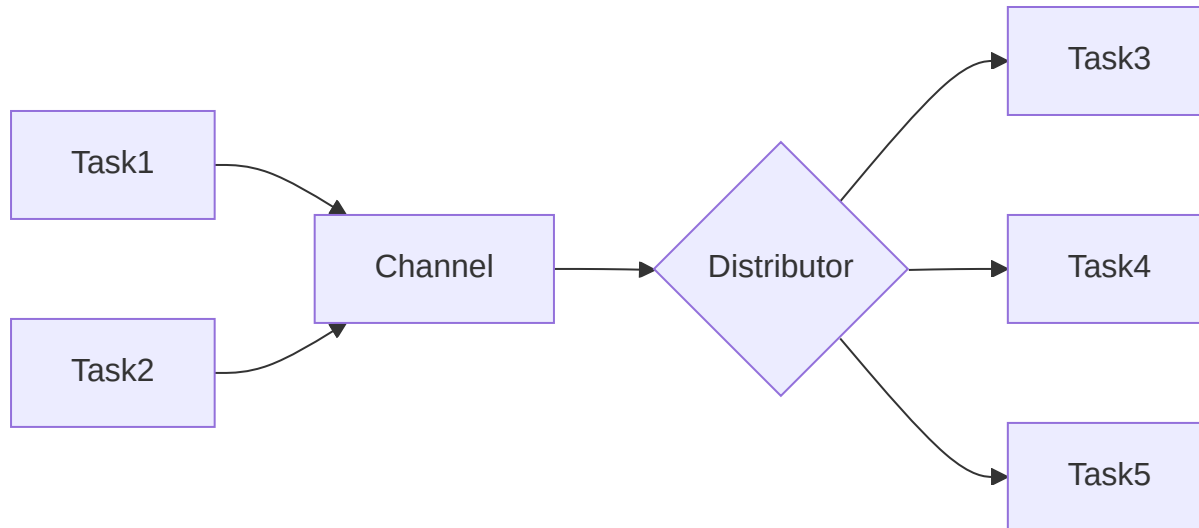 Task1
Task2
Channel
Distributor
Task3
Task4
Task5